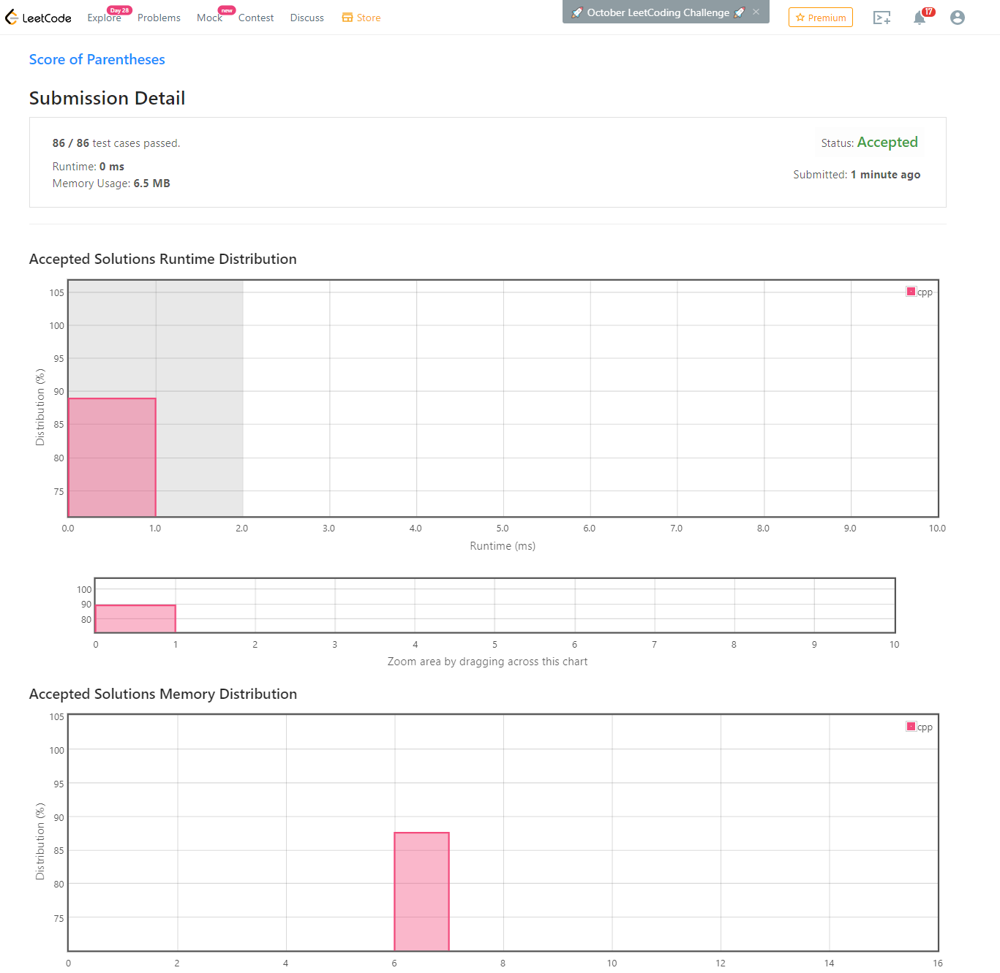 LeetCode Explore Day 28 Problems Mock new Contest Discuss Store 🚀 October LeetCoding Challenge 🚀 × Premium 17
Score of Parentheses
Submission Detail
86 / 86 test cases passed.
Status: Accepted
Runtime: 0 ms
Submitted: 1 minute ago
Memory Usage: 6.5 MB
Accepted Solutions Runtime Distribution
cpp
105
100
95
90
85
80
75
Distribution (%)
0.0 1.0 2.0 3.0 4.0 5.0 6.0 7.0 8.0 9.0 10.0
Runtime (ms)
100
90
80
0 1 2 3 4 5 6 7 8 9 10
Zoom area by dragging across this chart
Accepted Solutions Memory Distribution
cpp
105
100
95
90
85
80
75
Distribution (%)
0 2 4 6 8 10 12 14 16